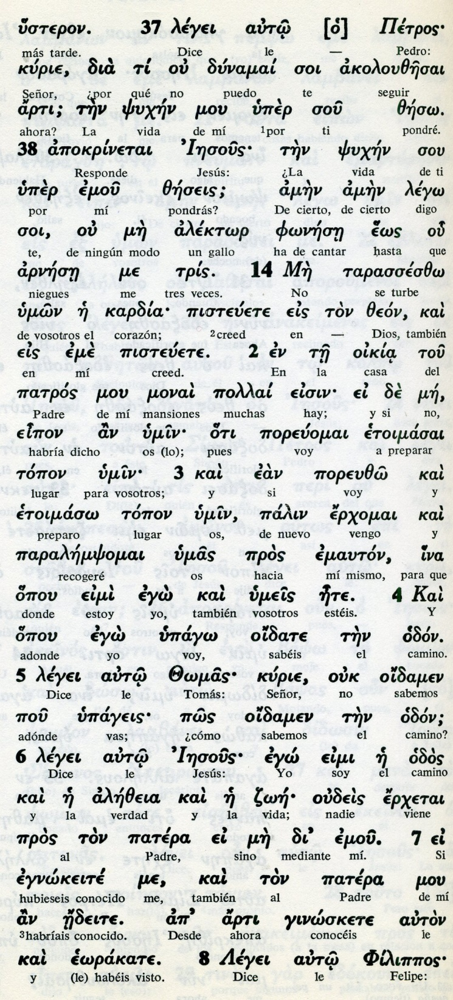 ὕστερον. 37 λέγει αὐτῷ [ὁ] Πέτρος·
más tarde. Dice le — Pedro:
κύριε, διὰ τί οὐ δύναμαί σοι ἀκολουθῆσαι
Señor, ¿por qué no puedo te seguir
ἄρτι; τὴν ψυχήν μου ὑπὲρ σοῦ θήσω.
ahora? La vida de mí ¹por ti pondré.
38 ἀποκρίνεται Ἰησοῦς· τὴν ψυχήν σου
Responde Jesús: ¿La vida de ti
ὑπὲρ ἐμοῦ θήσεις; ἀμὴν ἀμὴν λέγω
por mí pondrás? De cierto, de cierto digo
σοι, οὐ μὴ ἀλέκτωρ φωνήσῃ ἕως οὗ
te, de ningún modo un gallo ha de cantar hasta que
ἀρνήσῃ με τρίς. 14 Μὴ ταρασσέσθω
niegues me tres veces. No se turbe
ὑμῶν ἡ καρδία· πιστεύετε εἰς τὸν θεόν, καὶ
de vosotros el corazón; ²creed en — Dios, también
εἰς ἐμὲ πιστεύετε. 2 ἐν τῇ οἰκίᾳ τοῦ
en mí creed. En la casa del
πατρός μου μοναὶ πολλαί εἰσιν· εἰ δὲ μή,
Padre de mí mansiones muchas hay; y si no,
εἶπον ἂν ὑμῖν· ὅτι πορεύομαι ἑτοιμάσαι
habría dicho os (lo); pues voy a preparar
τόπον ὑμῖν· 3 καὶ ἐὰν πορευθῶ καὶ
lugar para vosotros; y si voy y
ἑτοιμάσω τόπον ὑμῖν, πάλιν ἔρχομαι καὶ
preparo lugar os, de nuevo vengo y
παραλήμψομαι ὑμᾶς πρὸς ἐμαυτόν, ἵνα
recogeré os hacia mí mismo, para que
ὅπου εἰμὶ ἐγὼ καὶ ὑμεῖς ἦτε. 4 Καὶ
donde estoy yo, también vosotros estéis. Y
ὅπου ἐγὼ ὑπάγω οἴδατε τὴν ὁδόν.
adonde yo voy, sabéis el camino.
5 λέγει αὐτῷ Θωμᾶς· κύριε, οὐκ οἴδαμεν
Dice le Tomás: Señor, no sabemos
ποῦ ὑπάγεις· πῶς οἴδαμεν τὴν ὁδόν;
adónde vas; ¿cómo sabemos el camino?
6 λέγει αὐτῷ Ἰησοῦς· ἐγώ εἰμι ἡ ὁδὸς
Dice le Jesús: Yo soy el camino
καὶ ἡ ἀλήθεια καὶ ἡ ζωή· οὐδεὶς ἔρχεται
y la verdad y la vida; nadie viene
πρὸς τὸν πατέρα εἰ μὴ δι' ἐμοῦ. 7 εἰ
al Padre, sino mediante mí. Si
ἐγνώκειτέ με, καὶ τὸν πατέρα μου
hubieseis conocido me, también al Padre de mí
ἂν ᾔδειτε. ἀπ' ἄρτι γινώσκετε αὐτὸν
³habríais conocido. Desde ahora conocéis le
καὶ ἑωράκατε. 8 Λέγει αὐτῷ Φίλιππος·
y (le) habéis visto. Dice le Felipe: